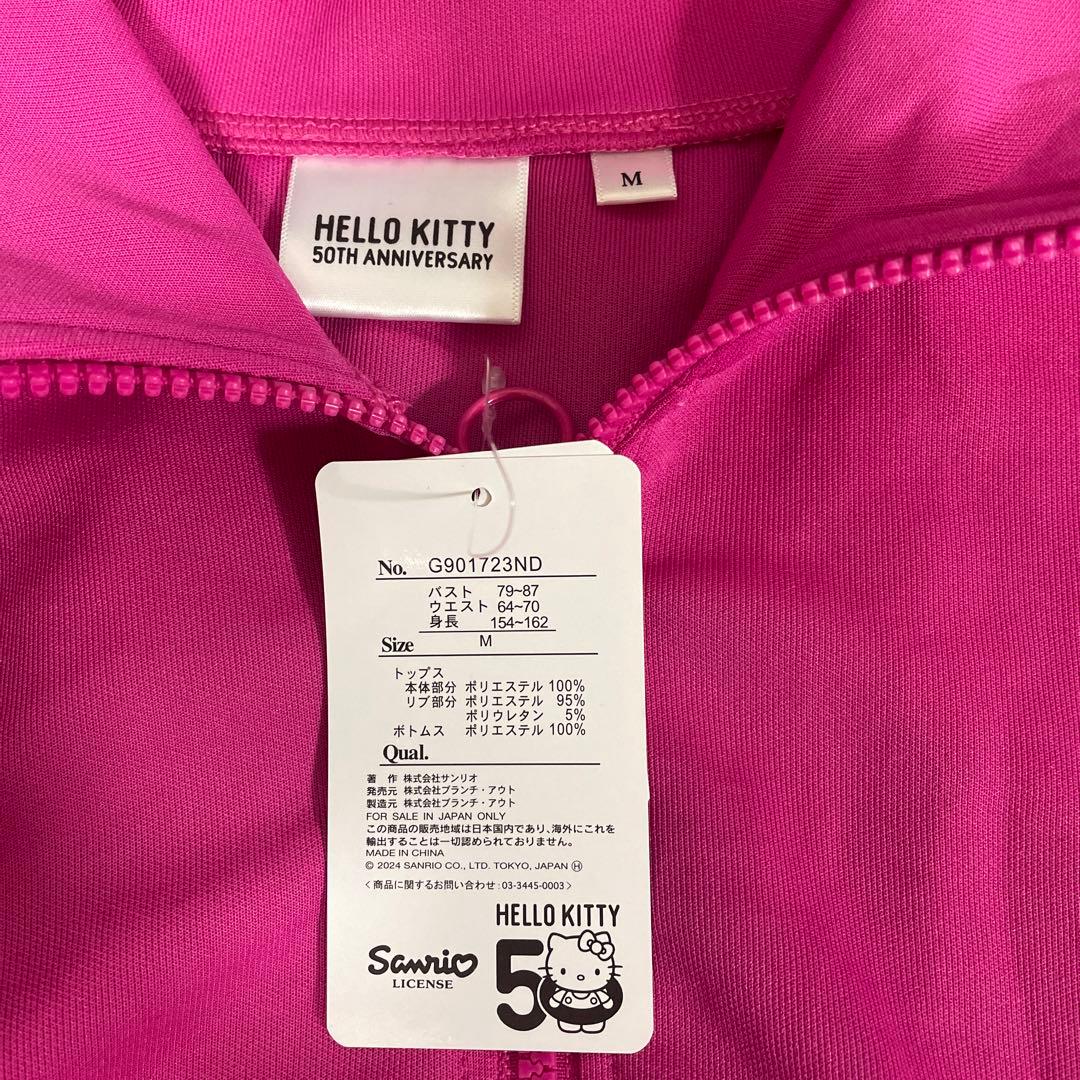 HELLO KITTY
50TH ANNIVERSARY
M
No. G901723ND
バスト 79~87
ウエスト 64~70
身長 154~162
Size M
トップス
本体部分 ポリエステル 100%
リブ部分 ポリエステル 95%
ポリウレタン 5%
ボトムス ポリエステル 100%
Qual.
著 作 株式会社サンリオ
発売元 株式会社ブランチ・アウト
製造元 株式会社ブランチ・アウト
FOR SALE IN JAPAN ONLY
この商品の販売地域は日本国内であり、海外にこれを
輸出することは一切認められておりません。
MADE IN CHINA
© 2024 SANRIO CO., LTD. TOKYO, JAPAN Ⓗ
〈商品に関するお問い合わせ:03-3445-0003〉
HELLO KITTY
50
Sanrio
LICENSE